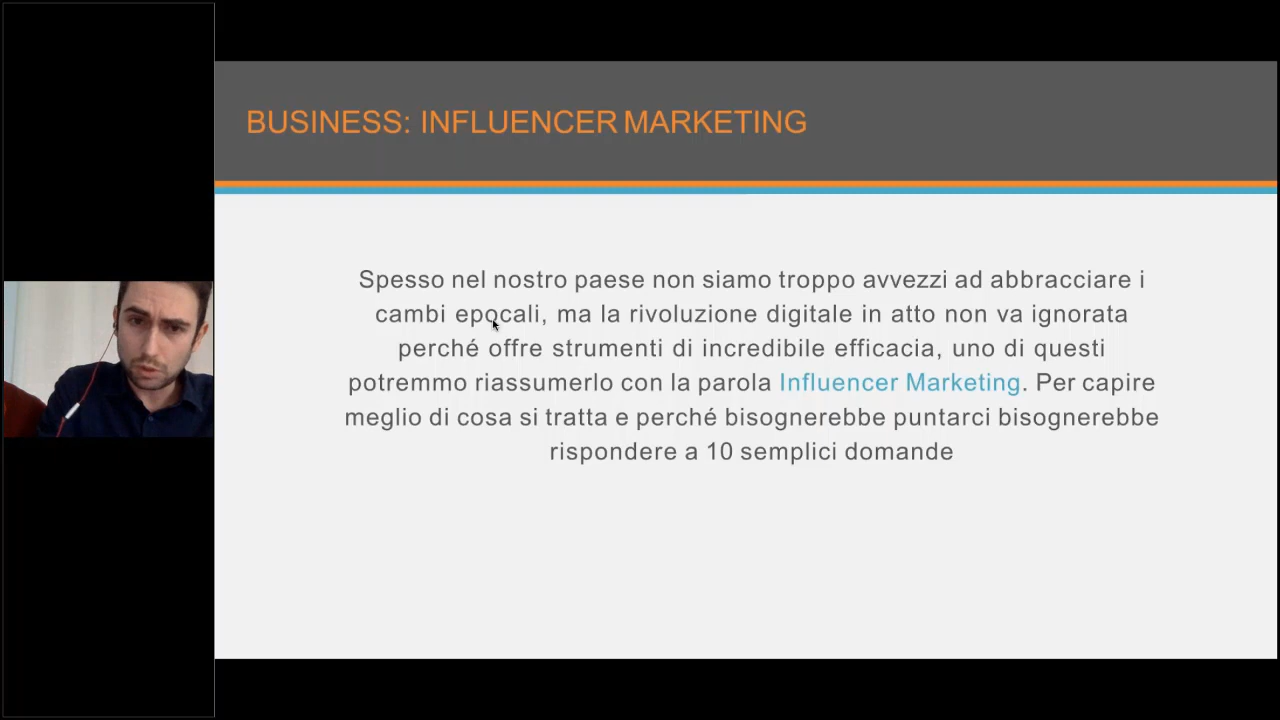 BUSINESS: INFLUENCER MARKETING
Spesso nel nostro paese non siamo troppo avvezzi ad abbracciare i
cambi epocali, ma la rivoluzione digitale in atto non va ignorata
perché offre strumenti di incredibile efficacia, uno di questi
potremmo riassumerlo con la parola Influencer Marketing. Per capire
meglio di cosa si tratta e perché bisognerebbe puntarci bisognerebbe
rispondere a 10 semplici domande